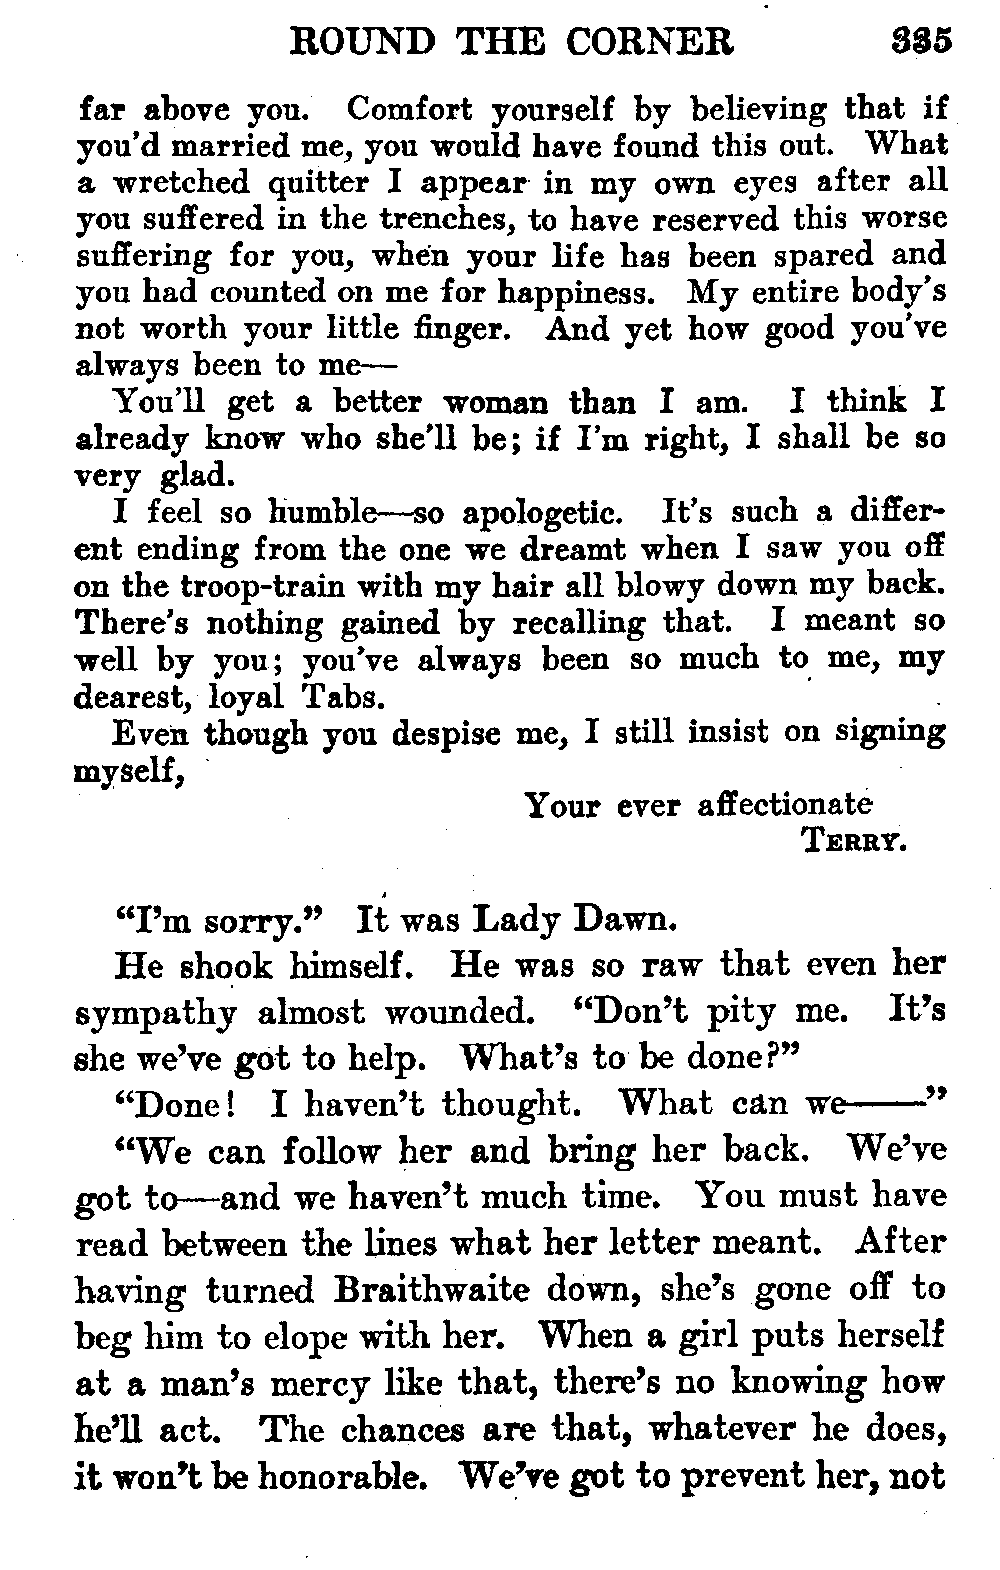 ROUND THE CORNER 335
far above you. Comfort yourself by believing that if
you'd married me, you would have found this out. What
a wretched quitter I appear in my own eyes after all
you suffered in the trenches, to have reserved this worse
suffering for you, when your life has been spared and
you had counted on me for happiness. My entire body's
not worth your little finger. And yet how good you've
always been to me—
You'll get a better woman than I am. I think I
already know who she'll be; if I'm right, I shall be so
very glad.
I feel so humble—so apologetic. It's such a differ-
ent ending from the one we dreamt when I saw you off
on the troop-train with my hair all blowy down my back.
There's nothing gained by recalling that. I meant so
well by you; you've always been so much to me, my
dearest, loyal Tabs.
Even though you despise me, I still insist on signing
myself,
Your ever affectionate
TERRY.
“I'm sorry.” It was Lady Dawn.
He shook himself. He was so raw that even her
sympathy almost wounded. “Don't pity me. It's
she we've got to help. What's to be done?”
“Done! I haven't thought. What can we——”
“We can follow her and bring her back. We've
got to—and we haven't much time. You must have
read between the lines what her letter meant. After
having turned Braithwaite down, she's gone off to
beg him to elope with her. When a girl puts herself
at a man's mercy like that, there's no knowing how
he'll act. The chances are that, whatever he does,
it won't be honorable. We've got to prevent her, not